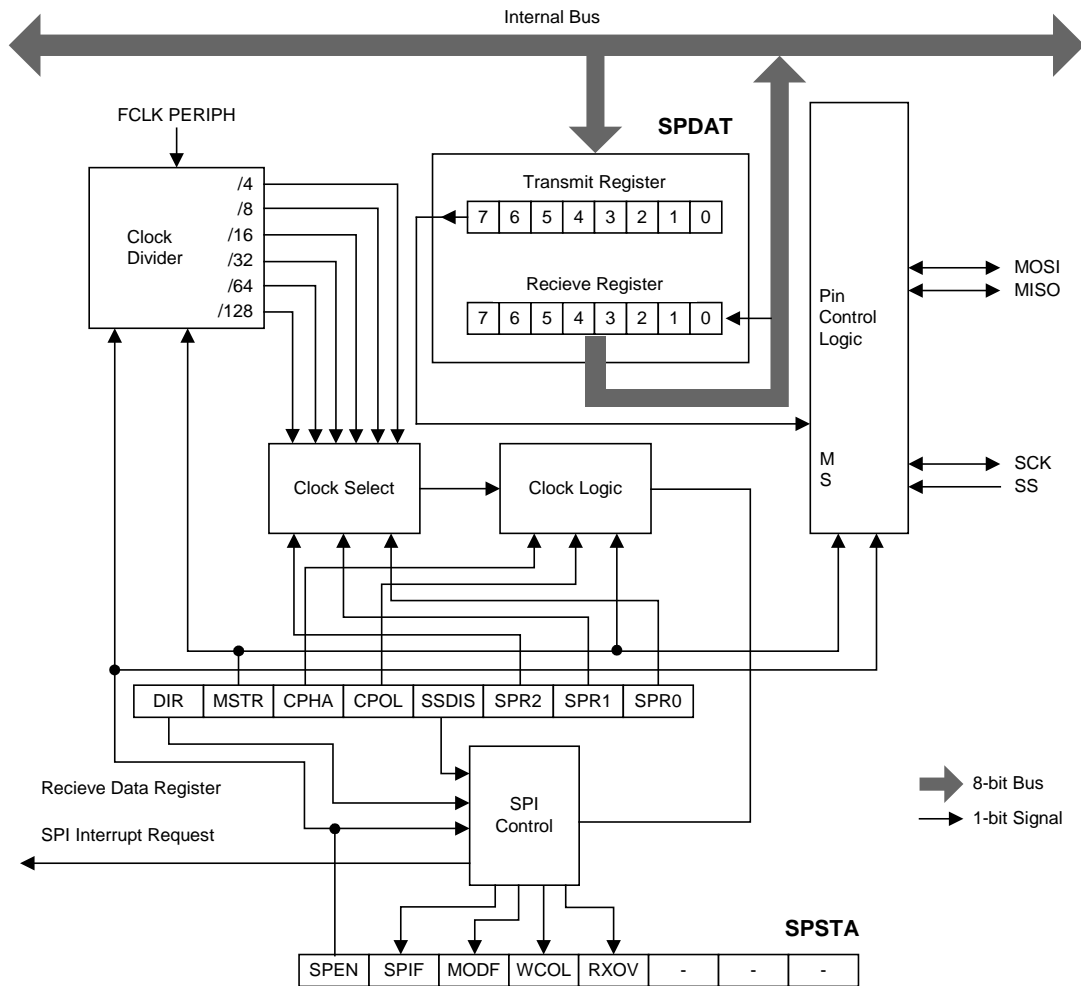 Internal Bus
FCLK PERIPH
SPDAT
Clock
Divider
/4
/8
/16
/32
/64
/128
Transmit Register
7 6 5 4 3 2 1 0
Recieve Register
7 6 5 4 3 2 1 0
Pin
Control
Logic
M
S
MOSI
MISO
SCK
SS
Clock Select
Clock Logic
DIR MSTR CPHA CPOL SSDIS SPR2 SPR1 SPR0
Recieve Data Register
SPI Interrupt Request
SPI
Control
8-bit Bus
1-bit Signal
SPSTA
SPEN SPIF MODF WCOL RXOV - - -